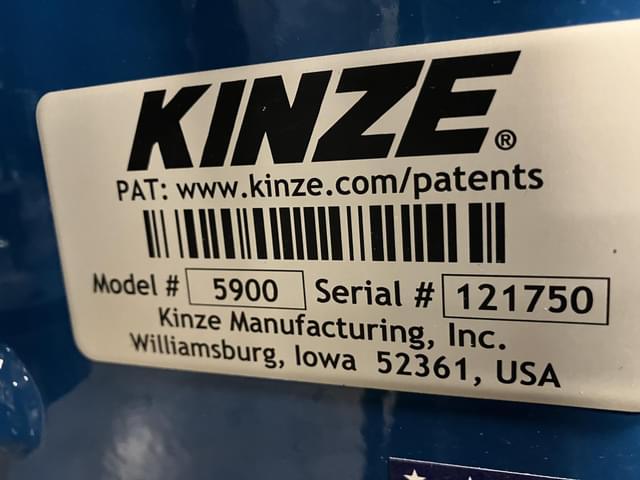 KINZE®
PAT: www.kinze.com/patents
Model # 5900 Serial # 121750
Kinze Manufacturing, Inc.
Williamsburg, Iowa 52361, USA